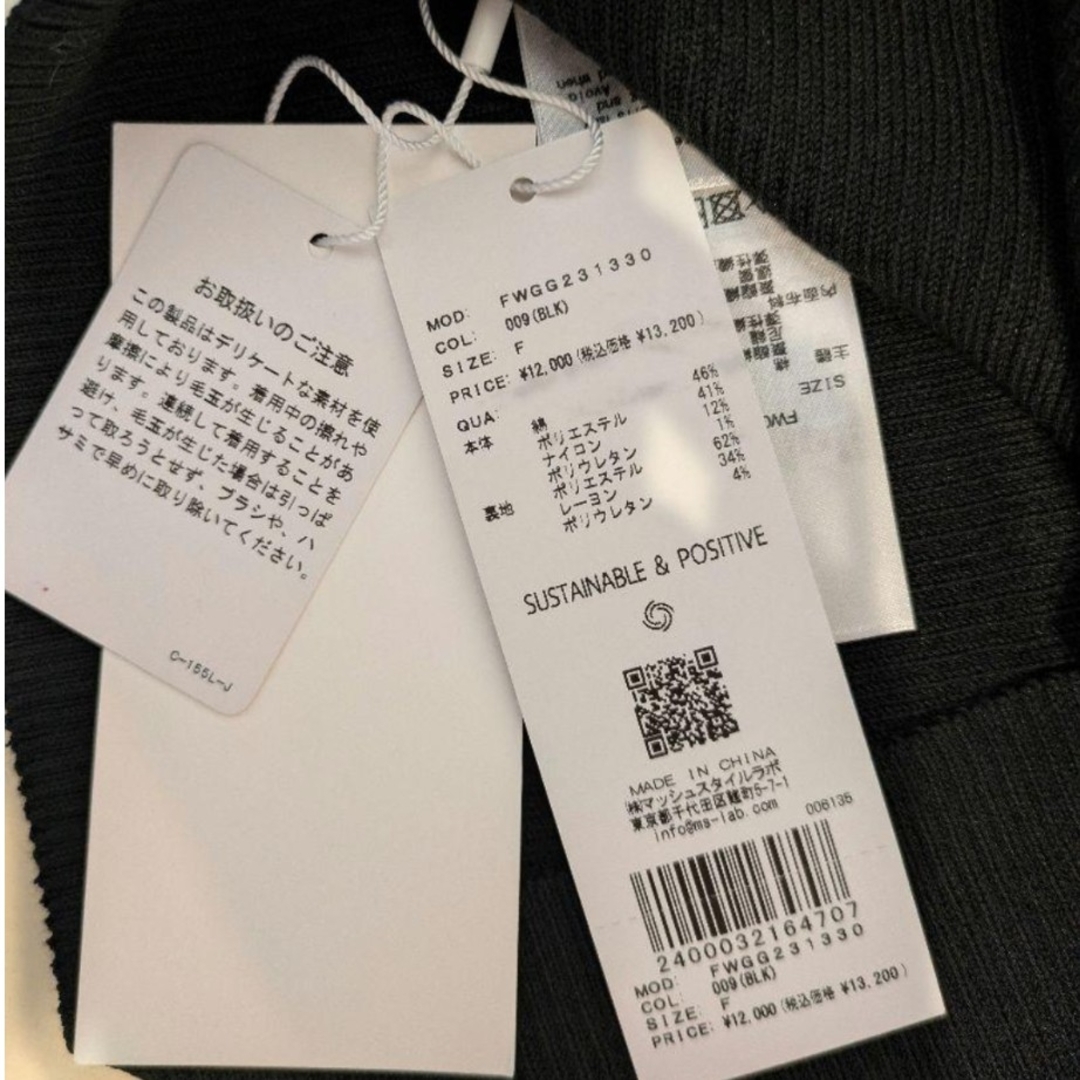 お取扱いのご注意
この製品はデリケートな素材を使
用しております。着用中の擦れや
摩擦により毛玉が生じることがあ
ります。連続して着用することを
避け、毛玉が生じた場合は引っぱ
って取ろうとせず、ブラシや、ハ
サミで早めに取り除いてください。
C-155L-J
MOD: FWGG231330
COL: 009(BLK)
SIZE: F
PRICE: ¥12,000(税込価格 ¥13,200)
QUA:
本体 綿 46%
ポリエステル 41%
ナイロン 12%
ポリウレタン 1%
裏地 ポリエステル 62%
レーヨン 34%
ポリウレタン 4%
SUSTAINABLE & POSITIVE
MADE IN CHINA
㈱マッシュスタイルラボ
東京都千代田区麹町5-7-1
info@ms-lab.com
006135
2400032164707
MOD: FWGG231330
COL: 009(BLK)
SIZE: F
PRICE: ¥12,000(税込価格 ¥13,200)
and when
Avoid
主體
內面布料
SIZE